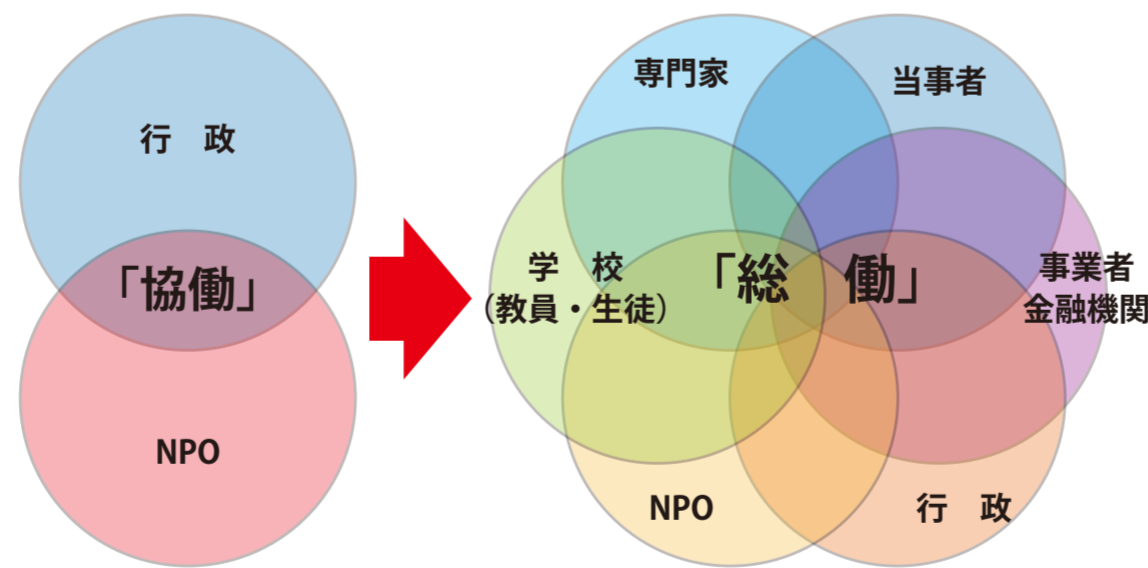 行　政
「協働」
NPO
専門家
当事者
学　校
（教員・生徒）
「総　働」
事業者
金融機関
NPO
行　政